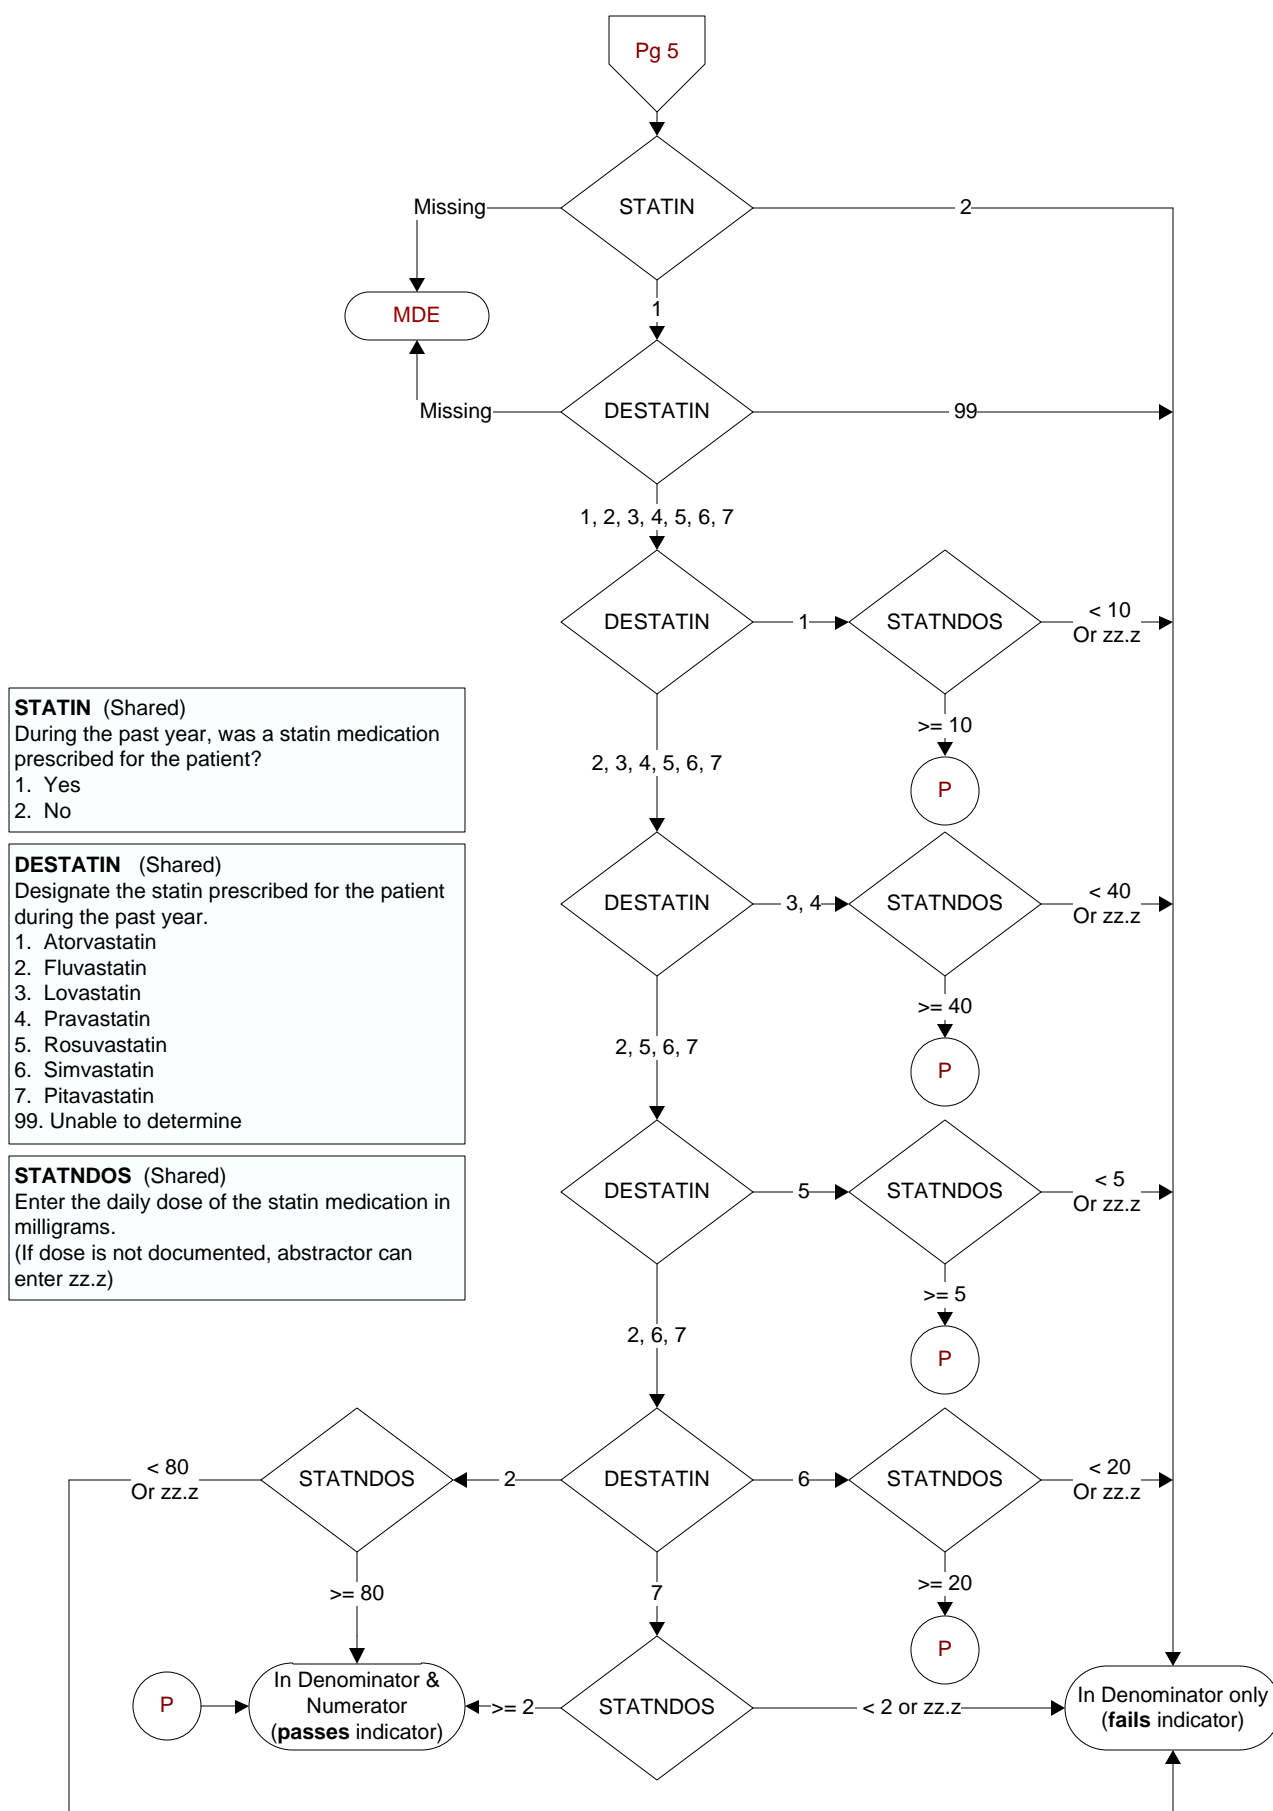 Pg 5
STATIN
Missing
2
MDE
1
DESTATIN
Missing
99
1, 2, 3, 4, 5, 6, 7
DESTATIN
1
STATNDOS
< 10
Or zz.z
>= 10
P
2, 3, 4, 5, 6, 7
STATIN (Shared)
During the past year, was a statin medication
prescribed for the patient?
1. Yes
2. No
DESTATIN (Shared)
Designate the statin prescribed for the patient
during the past year.
1. Atorvastatin
2. Fluvastatin
3. Lovastatin
4. Pravastatin
5. Rosuvastatin
6. Simvastatin
7. Pitavastatin
99. Unable to determine
STATNDOS (Shared)
Enter the daily dose of the statin medication in
milligrams.
(If dose is not documented, abstractor can
enter zz.z)
DESTATIN
3, 4
STATNDOS
< 40
Or zz.z
>= 40
P
2, 5, 6, 7
DESTATIN
5
STATNDOS
< 5
Or zz.z
>= 5
P
2, 6, 7
< 80
Or zz.z
STATNDOS
2
DESTATIN
6
STATNDOS
< 20
Or zz.z
>= 80
7
>= 20
P
P
In Denominator &
Numerator
(passes indicator)
>= 2
STATNDOS
< 2 or zz.z
In Denominator only
(fails indicator)